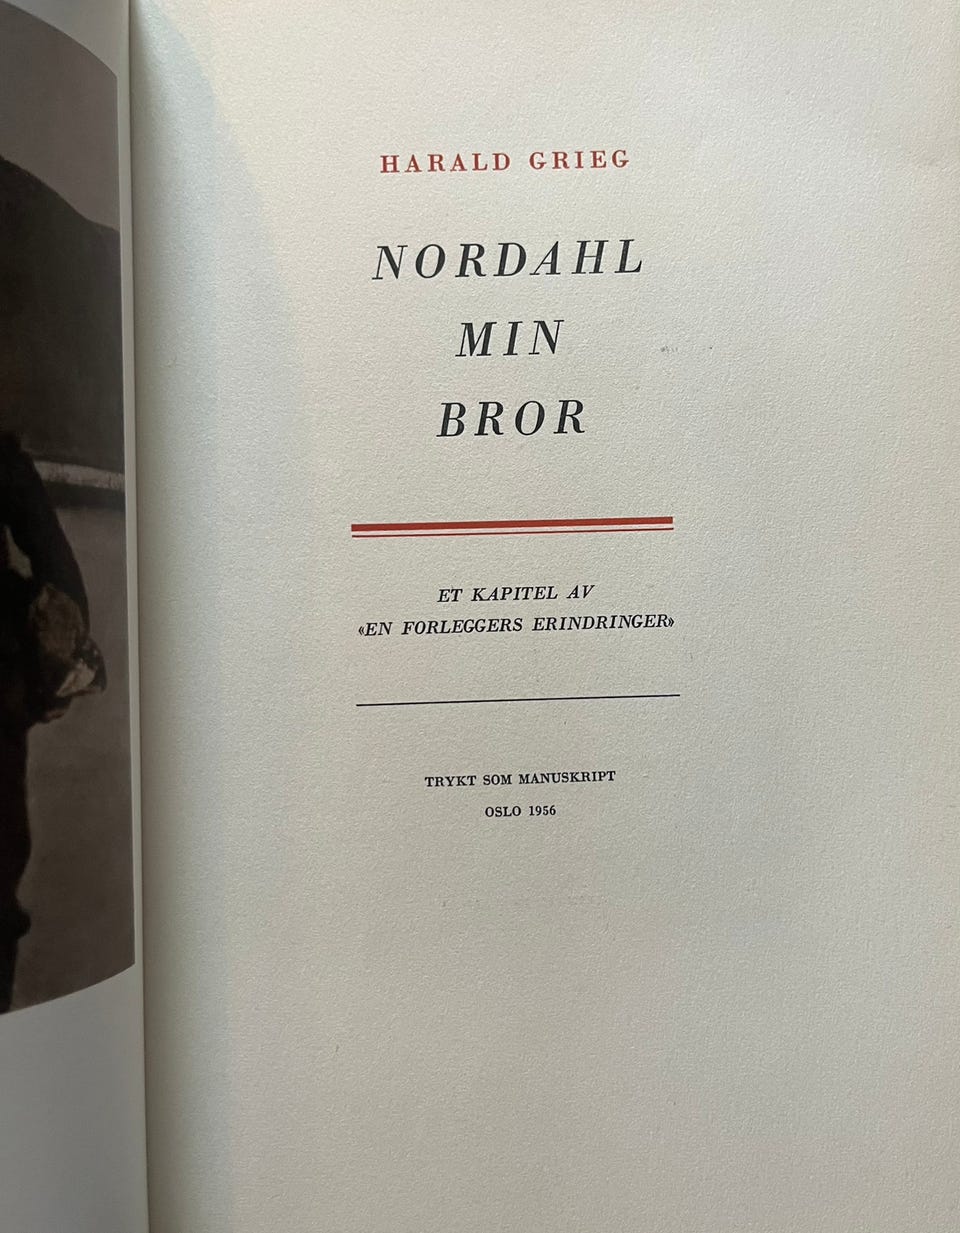 HARALD GRIEG
NORDAHL
MIN
BROR
ET KAPITEL AV
«EN FORLEGGERS ERINDRINGER»
TRYKT SOM MANUSKRIPT
OSLO 1956